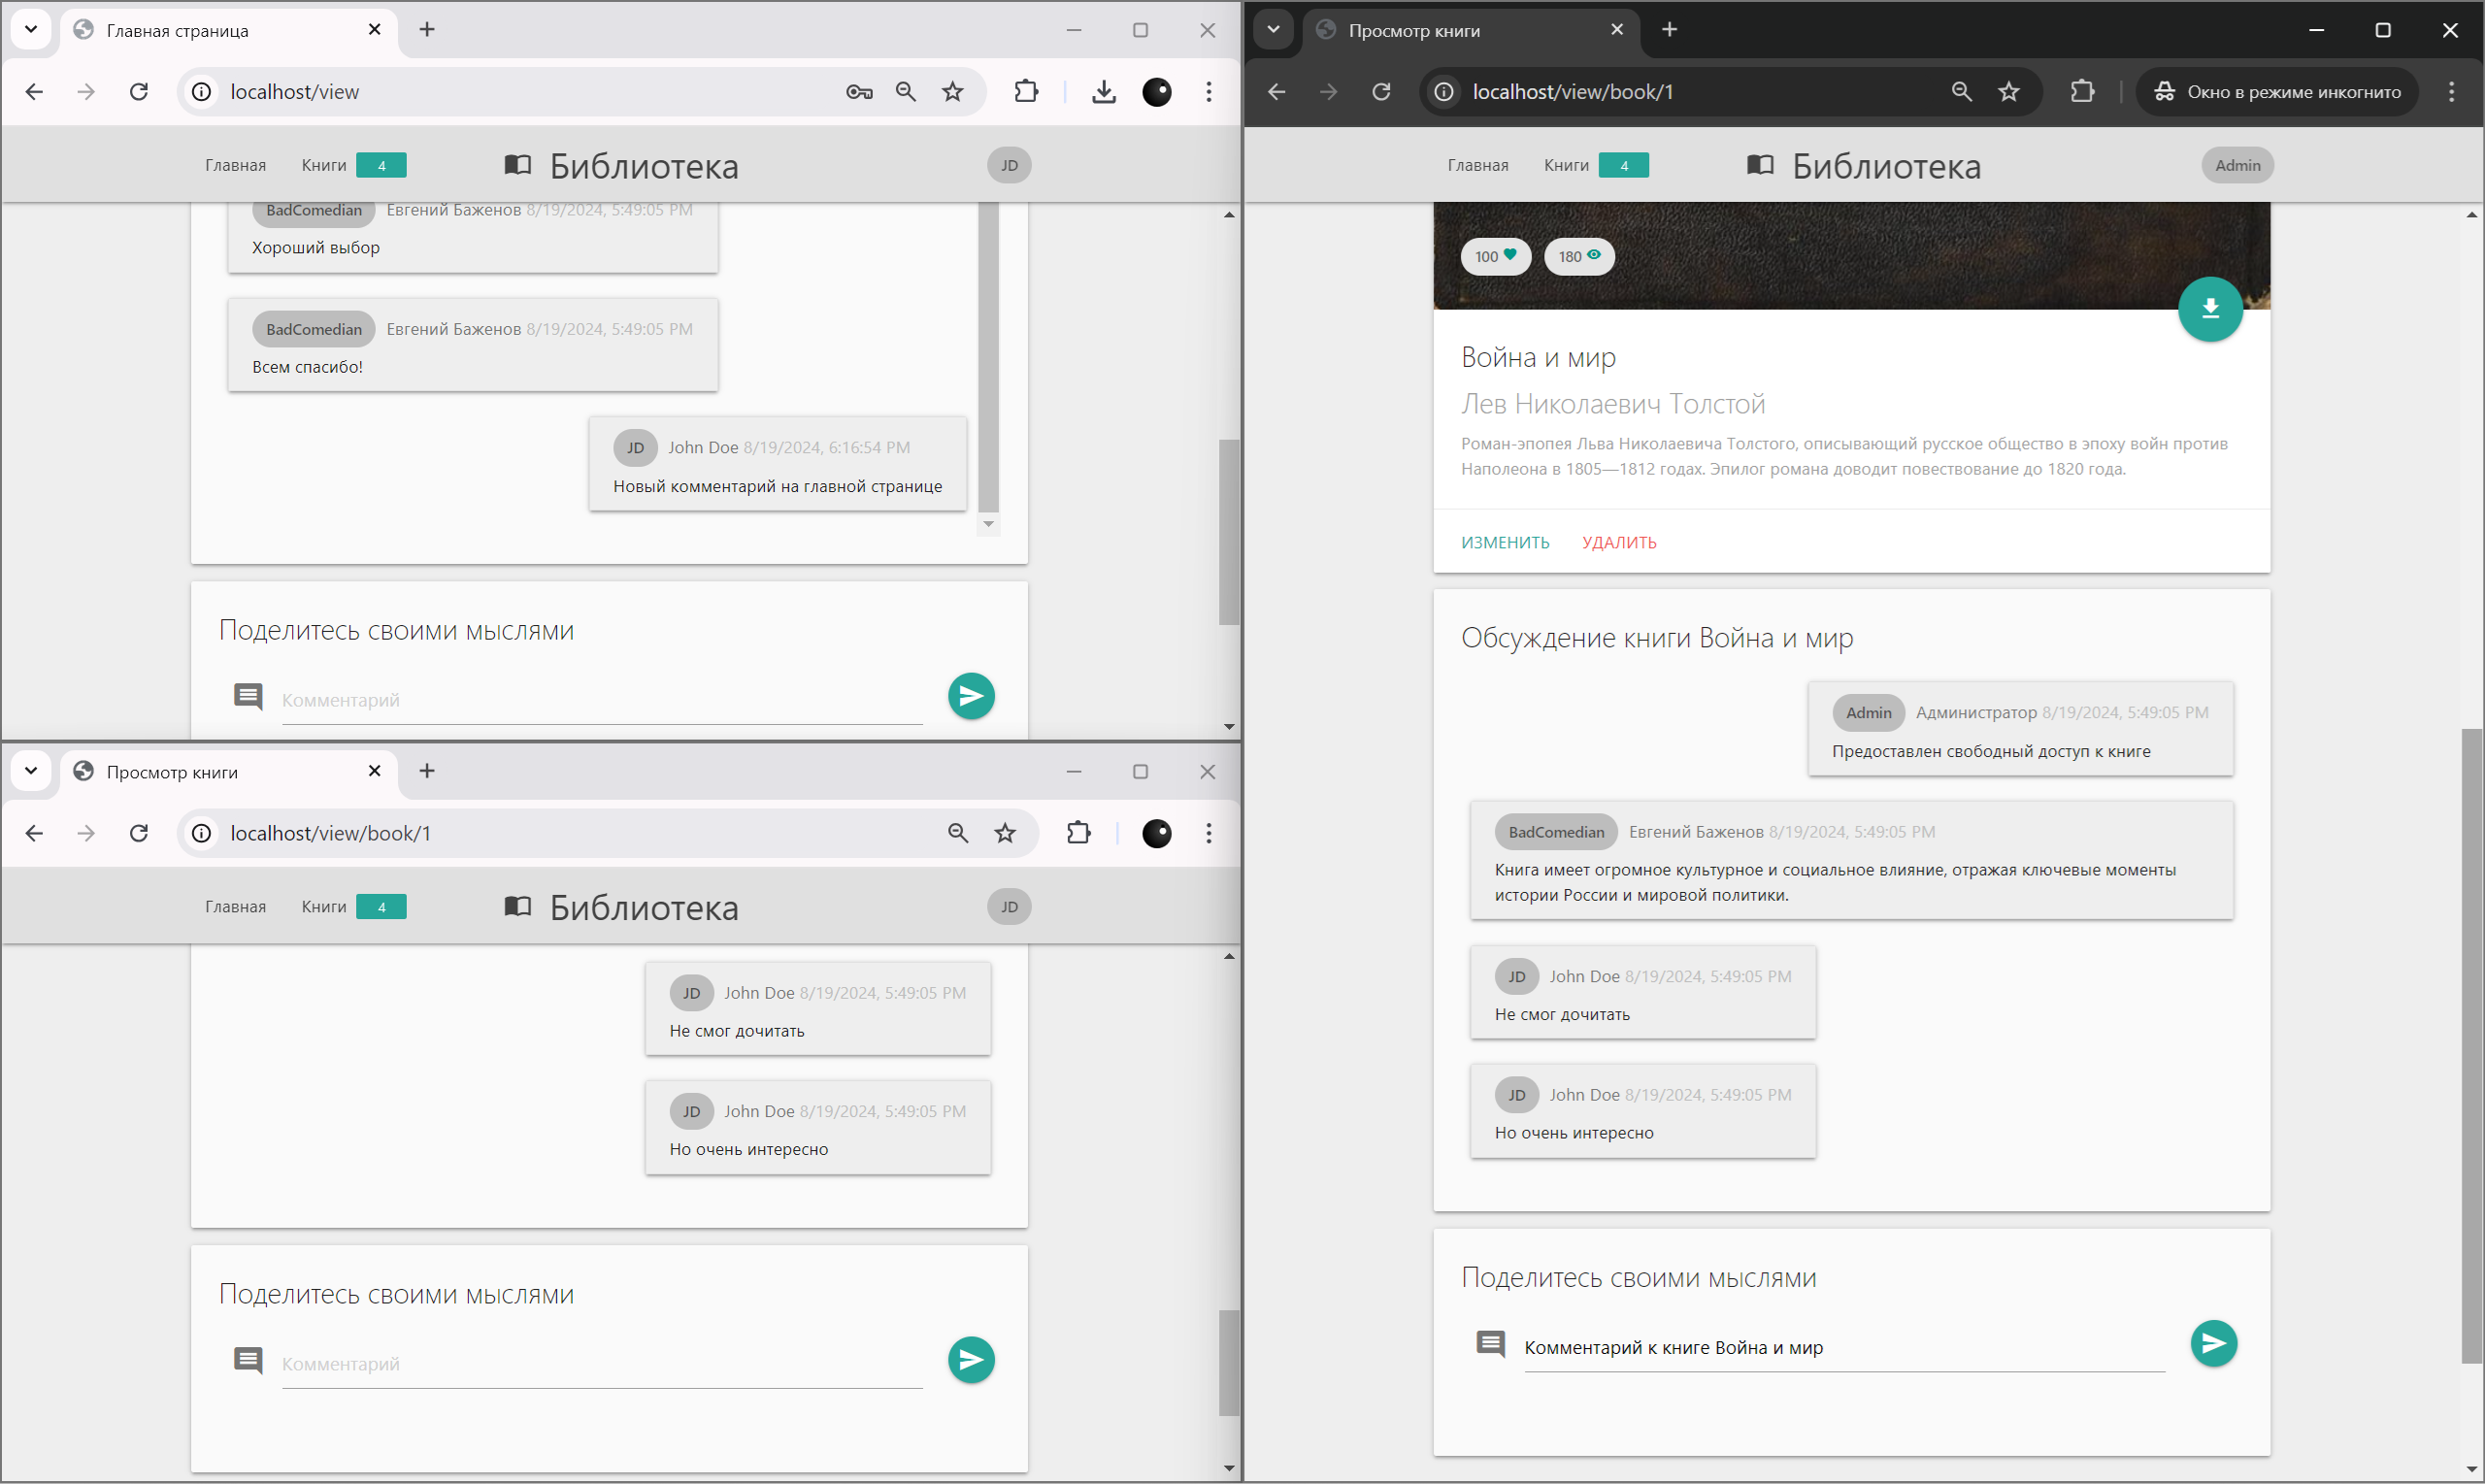 Главная страница
localhost/view
Главная
Книги 4
Библиотека
JD
BadComedian Евгений Баженов 8/19/2024, 5:49:05 PM
Хороший выбор
BadComedian Евгений Баженов 8/19/2024, 5:49:05 PM
Всем спасибо!
JD John Doe 8/19/2024, 6:16:54 PM
Новый комментарий на главной странице
Поделитесь своими мыслями
Комментарий
Просмотр книги
localhost/view/book/1
Главная
Книги 4
Библиотека
JD
JD John Doe 8/19/2024, 5:49:05 PM
Не смог дочитать
JD John Doe 8/19/2024, 5:49:05 PM
Но очень интересно
Поделитесь своими мыслями
Комментарий
Просмотр книги
localhost/view/book/1
Окно в режиме инкогнито
Главная
Книги 4
Библиотека
Admin
100
180
Война и мир
Лев Николаевич Толстой
Роман-эпопея Льва Николаевича Толстого, описывающий русское общество в эпоху войн против
Наполеона в 1805—1812 годах. Эпилог романа доводит повествование до 1820 года.
ИЗМЕНИТЬ
УДАЛИТЬ
Обсуждение книги Война и мир
Admin Администратор 8/19/2024, 5:49:05 PM
Предоставлен свободный доступ к книге
BadComedian Евгений Баженов 8/19/2024, 5:49:05 PM
Книга имеет огромное культурное и социальное влияние, отражая ключевые моменты
истории России и мировой политики.
JD John Doe 8/19/2024, 5:49:05 PM
Не смог дочитать
JD John Doe 8/19/2024, 5:49:05 PM
Но очень интересно
Поделитесь своими мыслями
Комментарий к книге Война и мир